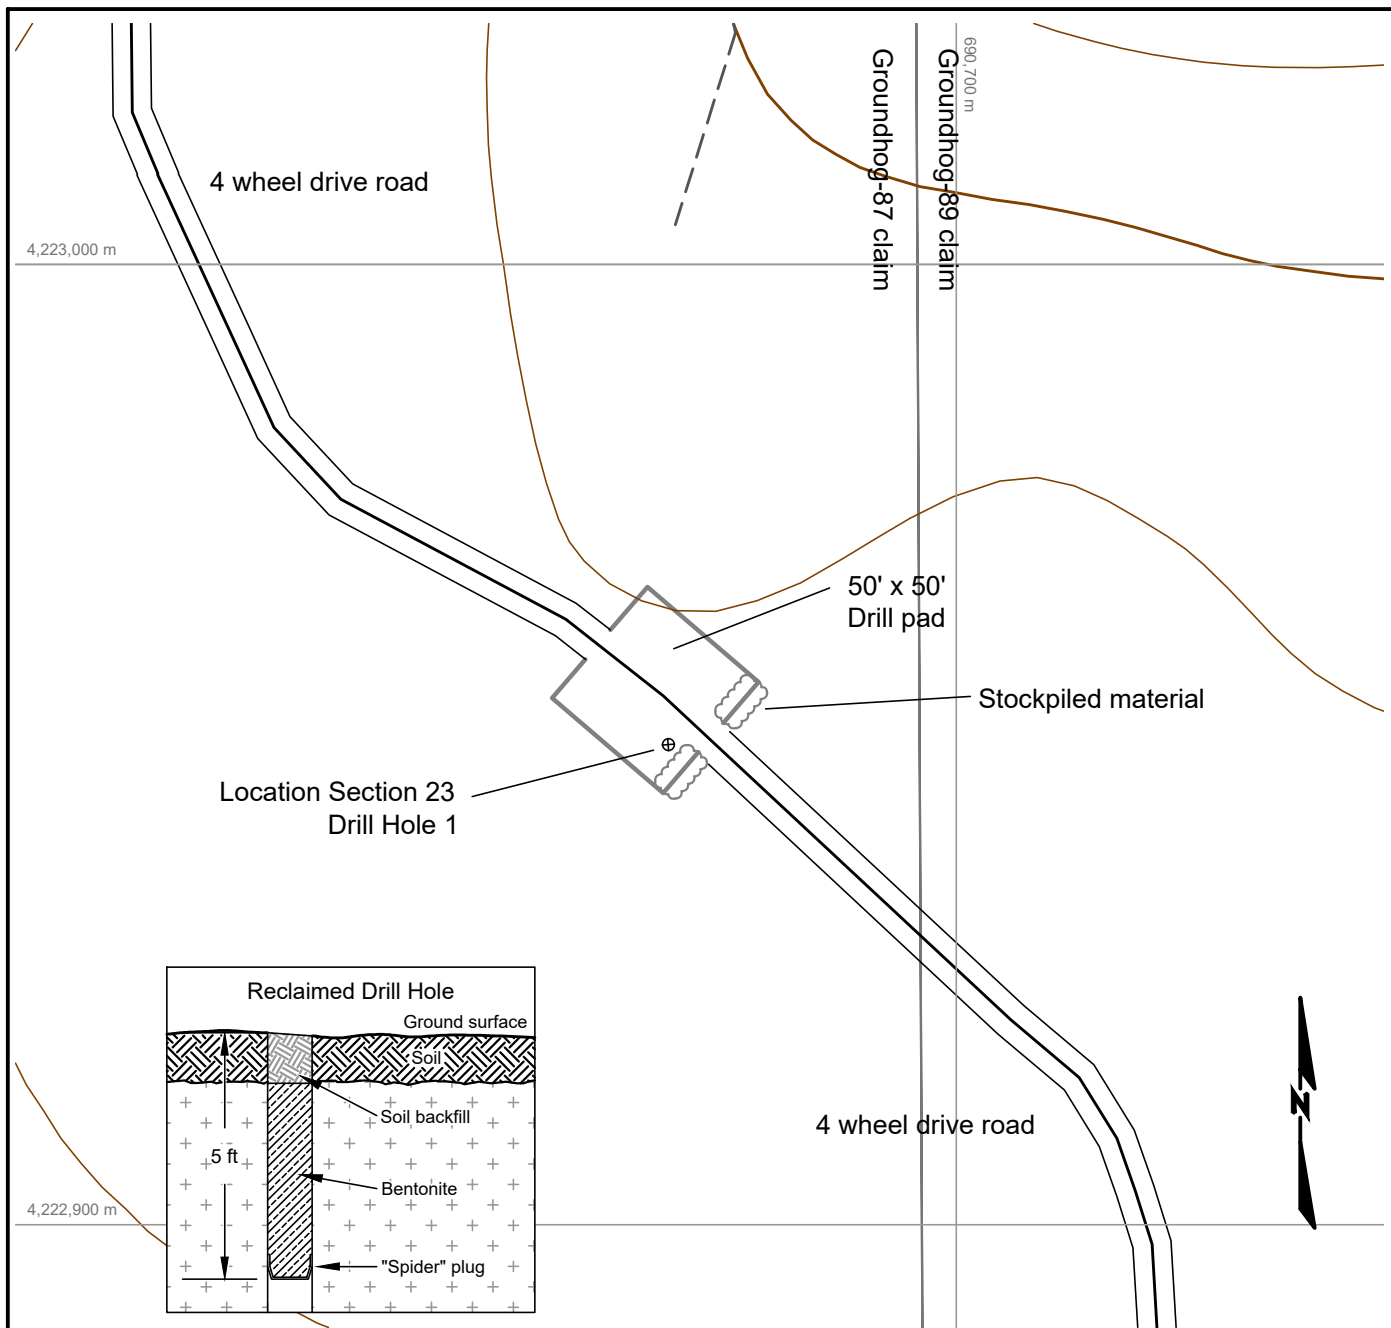 690,700 m
Groundhog-87 claim
Groundhog-89 claim
4 wheel drive road
4,223,000 m
50' x 50'
Drill pad
Stockpiled material
Location Section 23
Drill Hole 1
Reclaimed Drill Hole
Ground surface
Soil
Soil backfill
5 ft
Bentonite
"Spider" plug
4 wheel drive road
N
4,222,900 m